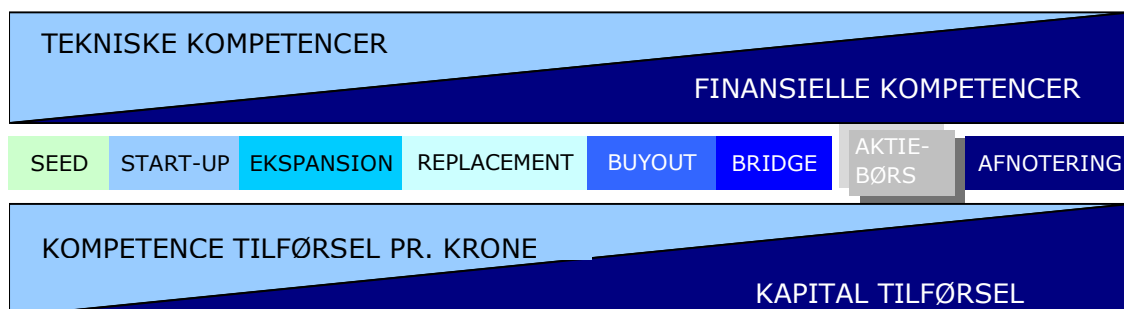 TEKNISKE KOMPETENCER
FINANSIELLE KOMPETENCER
SEED START-UP EKSPANSION REPLACEMENT BUYOUT BRIDGE AKTIE-
BØRS AFNOTERING
KOMPETENCE TILFØRSEL PR. KRONE
KAPITAL TILFØRSEL